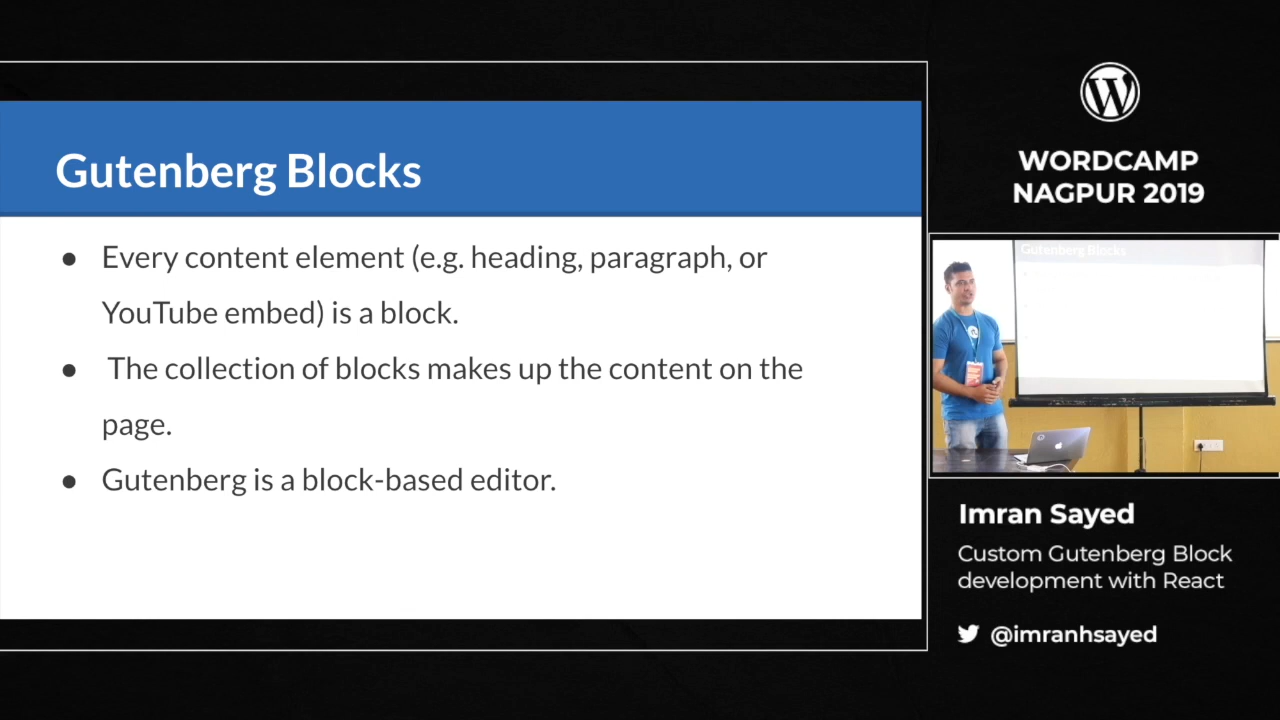 Gutenberg Blocks
● Every content element (e.g. heading, paragraph, or
YouTube embed) is a block.
● The collection of blocks makes up the content on the
page.
● Gutenberg is a block-based editor.
WORDCAMP
NAGPUR 2019
Gutenberg Blocks
Imran Sayed
Custom Gutenberg Block
development with React
@imranhsayed